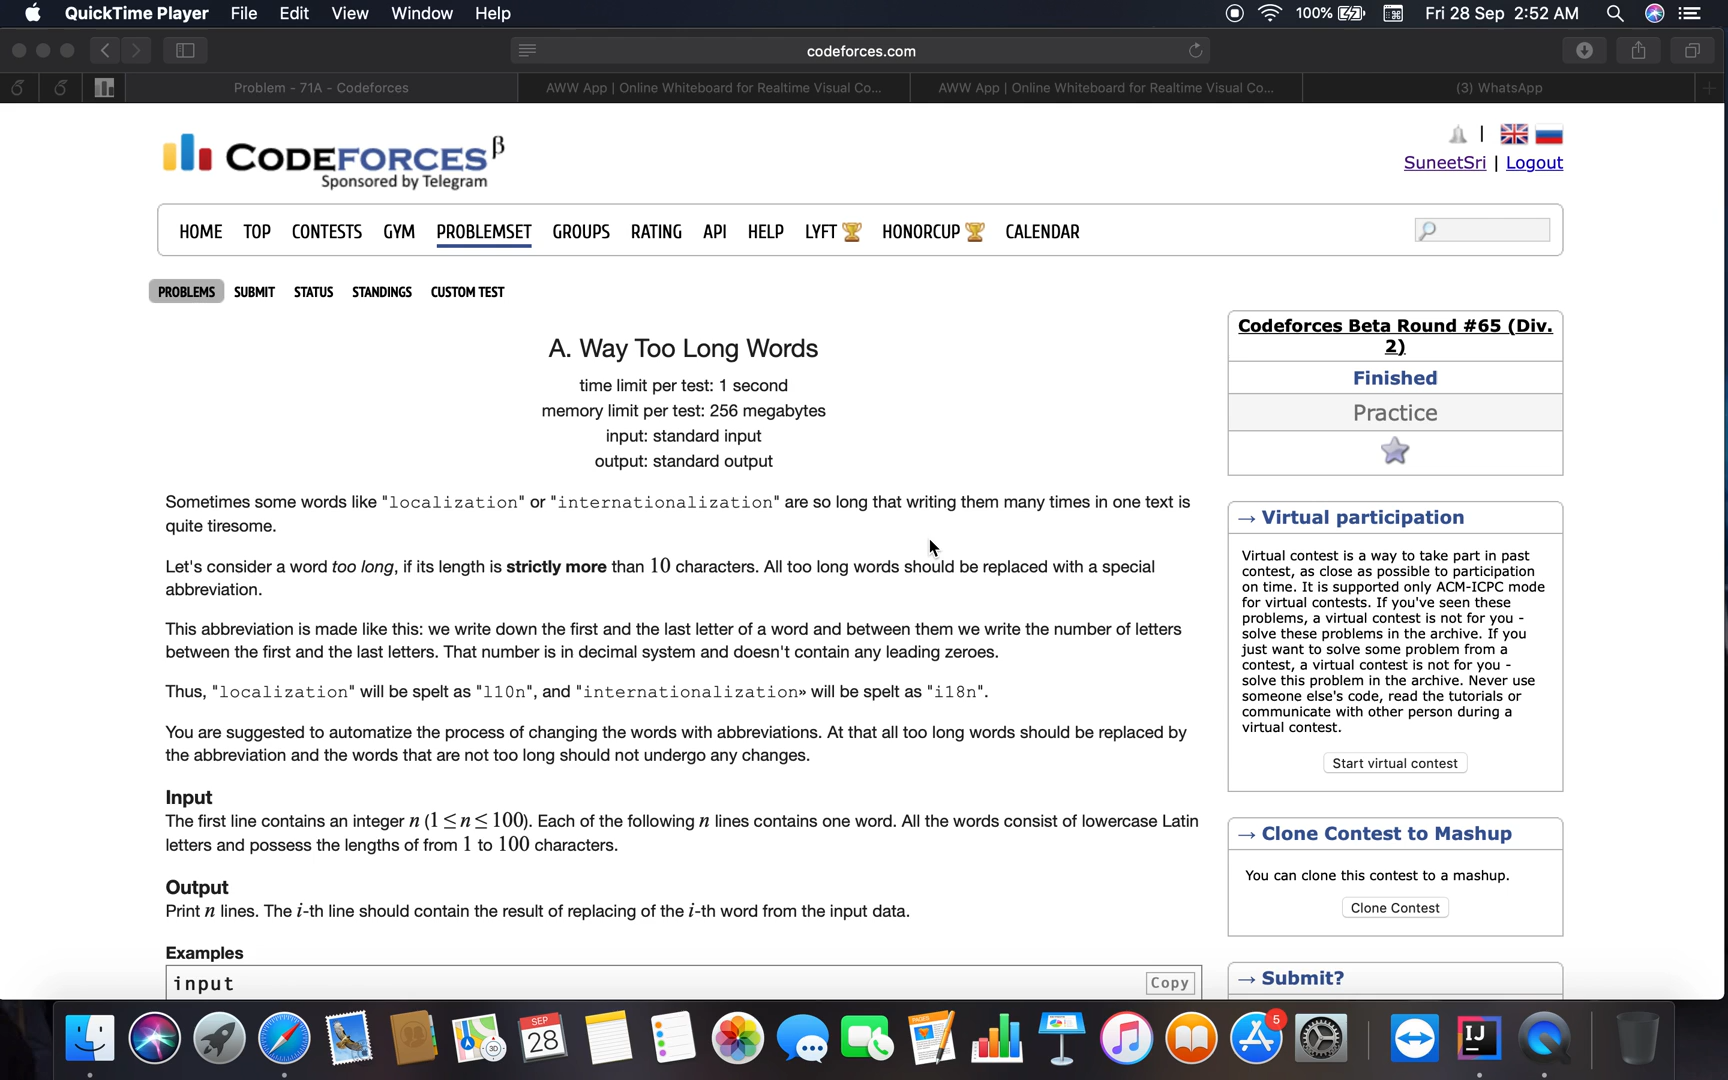 QuickTime Player File Edit View Window Help 100% Fri 28 Sep 2:52 AM
codeforces.com
Problem - 71A - Codeforces AWW App | Online Whiteboard for Realtime Visual Co... AWW App | Online Whiteboard for Realtime Visual Co... (3) WhatsApp
CODEFORCES β
Sponsored by Telegram
|
SuneetSri | Logout
HOME TOP CONTESTS GYM PROBLEMSET GROUPS RATING API HELP LYFT HONORCUP CALENDAR
PROBLEMS SUBMIT STATUS STANDINGS CUSTOM TEST
A. Way Too Long Words
time limit per test: 1 second
memory limit per test: 256 megabytes
input: standard input
output: standard output
Sometimes some words like "localization" or "internationalization" are so long that writing them many times in one text is
quite tiresome.
Let's consider a word too long, if its length is strictly more than 10 characters. All too long words should be replaced with a special
abbreviation.
This abbreviation is made like this: we write down the first and the last letter of a word and between them we write the number of letters
between the first and the last letters. That number is in decimal system and doesn't contain any leading zeroes.
Thus, "localization" will be spelt as "l10n", and "internationalization» will be spelt as "i18n".
You are suggested to automatize the process of changing the words with abbreviations. At that all too long words should be replaced by
the abbreviation and the words that are not too long should not undergo any changes.
Input
The first line contains an integer n (1 ≤ n ≤ 100). Each of the following n lines contains one word. All the words consist of lowercase Latin
letters and possess the lengths of from 1 to 100 characters.
Output
Print n lines. The i-th line should contain the result of replacing of the i-th word from the input data.
Examples
input Copy
Codeforces Beta Round #65 (Div.
2)
Finished
Practice
→ Virtual participation
Virtual contest is a way to take part in past
contest, as close as possible to participation
on time. It is supported only ACM-ICPC mode
for virtual contests. If you've seen these
problems, a virtual contest is not for you -
solve these problems in the archive. If you
just want to solve some problem from a
contest, a virtual contest is not for you -
solve this problem in the archive. Never use
someone else's code, read the tutorials or
communicate with other person during a
virtual contest.
Start virtual contest
→ Clone Contest to Mashup
You can clone this contest to a mashup.
Clone Contest
→ Submit?
SEP
28
3D
PAGES
5
IJ